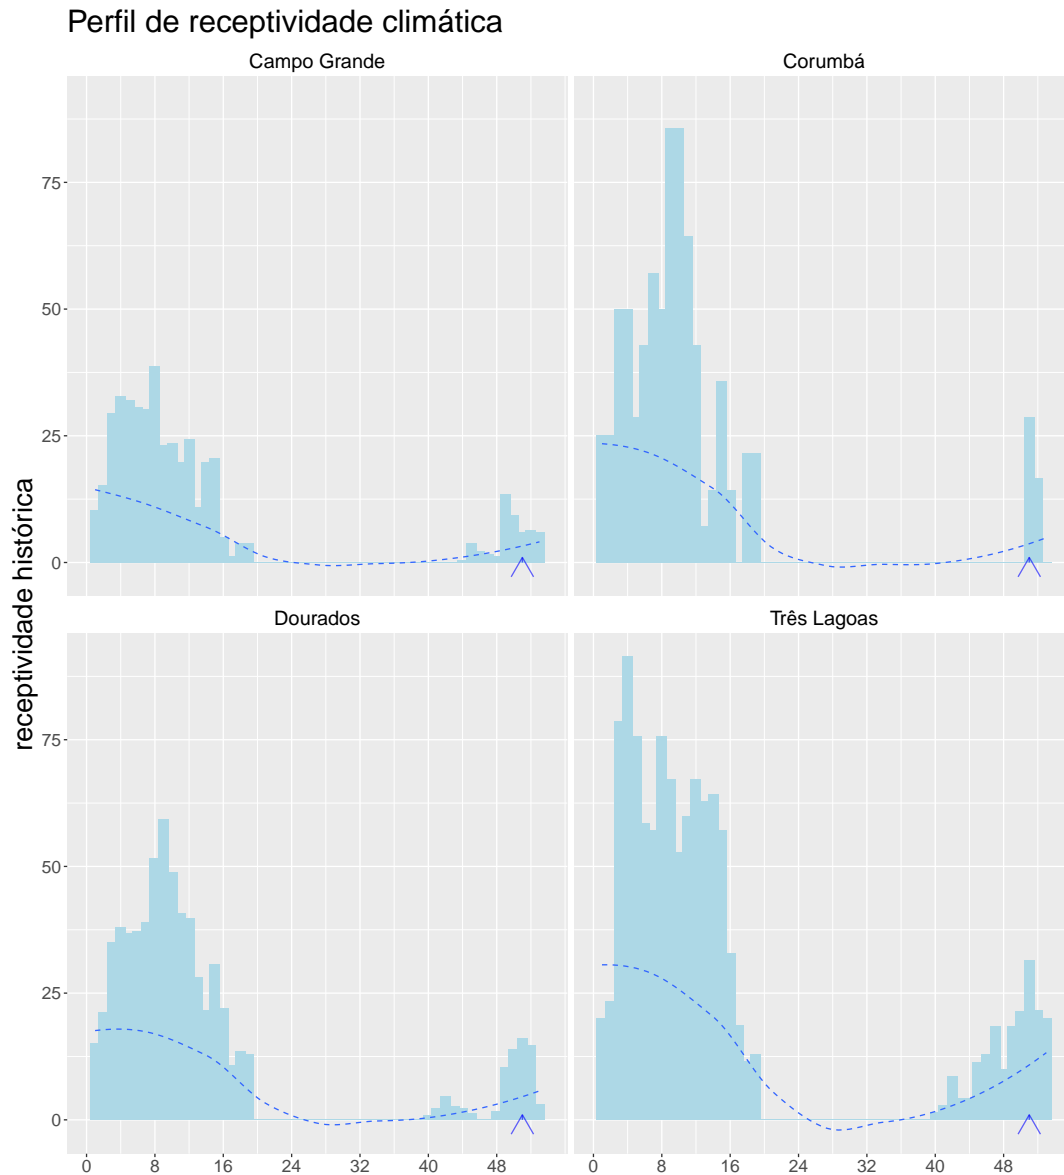 Perfil de receptividade climática
Campo Grande
Corumbá
75
50
25
0
Dourados
Três Lagoas
75
50
25
0
receptividade histórica
0 8 16 24 32 40 48
0 8 16 24 32 40 48